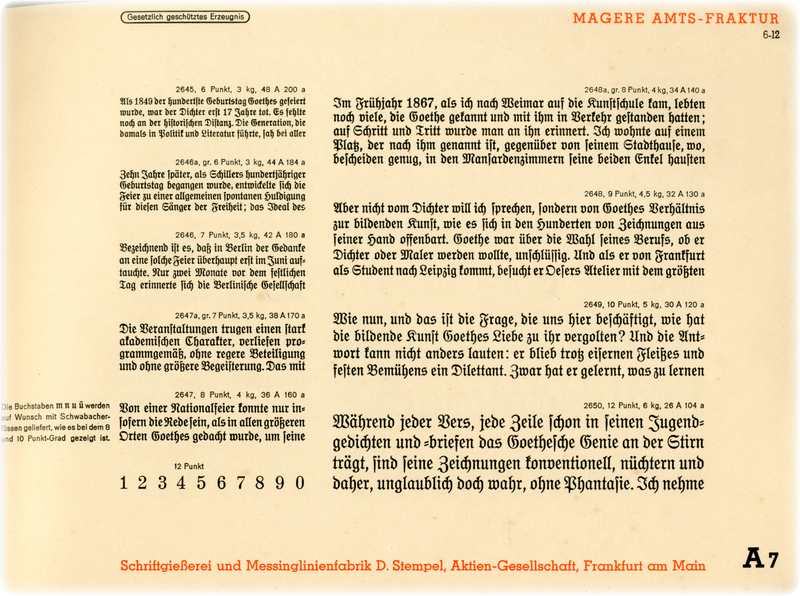 Gesetzlich geschütztes Erzeugnis
MAGERE AMTS-FRAKTUR
6-12
2645, 6 Punkt, 3 kg, 48 A 200 a
Als 1849 der hundertste Geburtstag Goethes gefeiert
wurde, war der Dichter erst 17 Jahre tot. Es fehlte
noch an der historischen Distanz. Die Generation, die
damals in Politik und Literatur führte, sah bei aller
2646a, gr. 6 Punkt, 3 kg, 44 A 184 a
Zehn Jahre später, als Schillers hundertjähriger
Geburtstag begangen wurde, entwickelte sich die
Feier zu einer allgemeinen spontanen Huldigung
für diesen Sänger der Freiheit; das Ideal des
2646, 7 Punkt, 3,5 kg, 42 A 180 a
Bezeichnend ist es, daß in Berlin der Gedanke
an eine solche Feier überhaupt erst im Juni auf-
tauchte. Nur zwei Monate vor dem festlichen
Tag erinnerte sich die Berlinische Gesellschaft
2647a, gr. 7 Punkt, 3,5 kg, 38 A 170 a
Die Veranstaltungen trugen einen stark
akademischen Charakter, verliefen pro-
grammgemäß, ohne regere Beteiligung
und ohne größere Begeisterung. Das mit
2647, 8 Punkt, 4 kg, 36 A 160 a
Von einer Nationalfeier konnte nur in-
sofern die Rede sein, als in allen größeren
Orten Goethes gedacht wurde, um seine
12 Punkt
1 2 3 4 5 6 7 8 9 0
Die Buchstaben m n u ü werden
auf Wunsch mit Schwabacher-
füssen geliefert, wie es bei dem 8
und 10 Punkt-Grad gezeigt ist.
2648a, gr. 8 Punkt, 4 kg, 34 A 140 a
Im Frühjahr 1867, als ich nach Weimar auf die Kunstschule kam, lebten
noch viele, die Goethe gekannt und mit ihm in Verkehr gestanden hatten;
auf Schritt und Tritt wurde man an ihn erinnert. Ich wohnte auf einem
Platz, der nach ihm genannt ist, gegenüber von seinem Stadthause, wo,
bescheiden genug, in den Mansardenzimmern seine beiden Enkel hausten
2648, 9 Punkt, 4,5 kg, 32 A 130 a
Aber nicht vom Dichter will ich sprechen, sondern von Goethes Verhältnis
zur bildenden Kunst, wie es sich in den Hunderten von Zeichnungen aus
seiner Hand offenbart. Goethe war über die Wahl seines Berufs, ob er
Dichter oder Maler werden wollte, unschlüssig. Und als er von Frankfurt
als Student nach Leipzig kommt, besucht er Oesers Atelier mit dem größten
2649, 10 Punkt, 5 kg, 30 A 120 a
Wie nun, und das ist die Frage, die uns hier beschäftigt, wie hat
die bildende Kunst Goethes Liebe zu ihr vergolten? Und die Ant-
wort kann nicht anders lauten: er blieb trotz eisernen Fleißes und
festen Bemühens ein Dilettant. Zwar hat er gelernt, was zu lernen
2650, 12 Punkt, 6 kg, 26 A 104 a
Während jeder Vers, jede Zeile schon in seinen Jugend-
gedichten und -briefen das Goethesche Genie an der Stirn
trägt, sind seine Zeichnungen konventionell, nüchtern und
daher, unglaublich doch wahr, ohne Phantasie. Ich nehme
Schriftgießerei und Messinglinienfabrik D. Stempel, Aktien-Gesellschaft, Frankfurt am Main
A 7